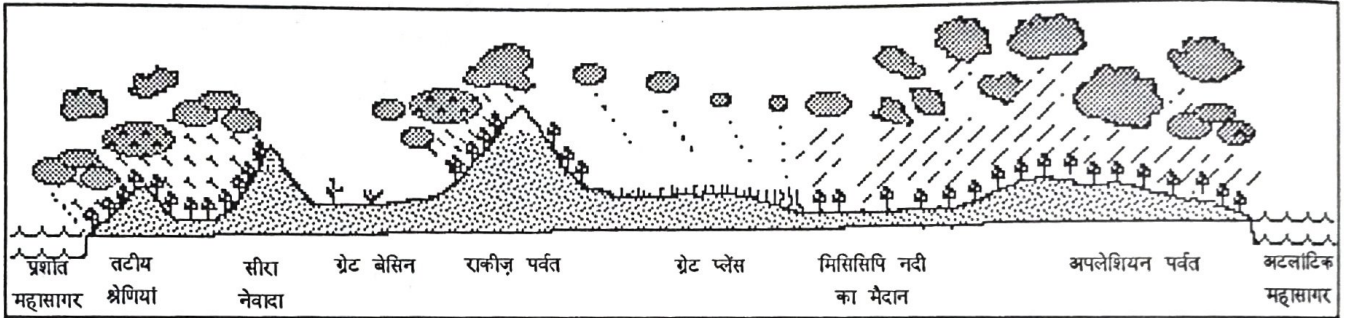 प्रशांत महासागर
तटीय श्रेणियां
सीरा नेवादा
ग्रेट बेसिन
राकीज़ पर्वत
ग्रेट प्लेंस
मिसिसिपि नदी का मैदान
अपलेशियन पर्वत
अटलांटिक महासागर